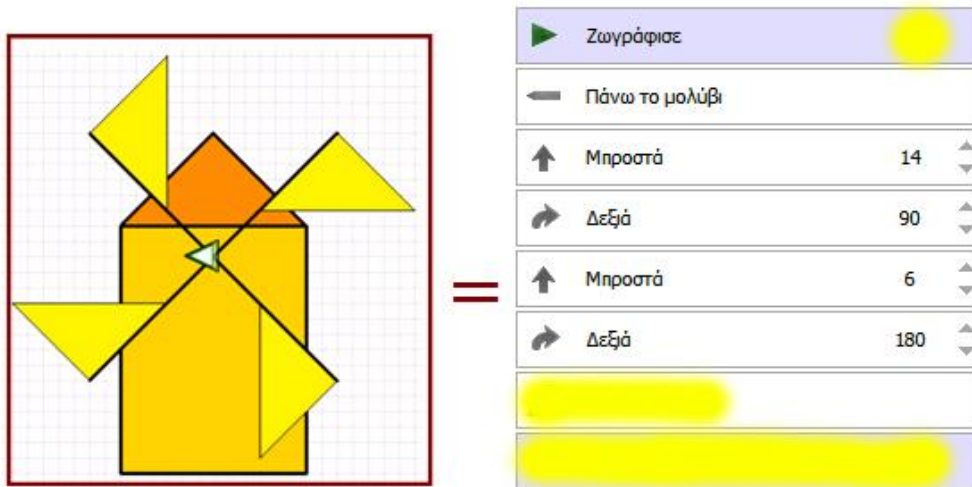 Ζωγράφισε
Πάνω το μολύβι
Μπροστά 14
Δεξιά 90
Μπροστά 6
Δεξιά 180
=